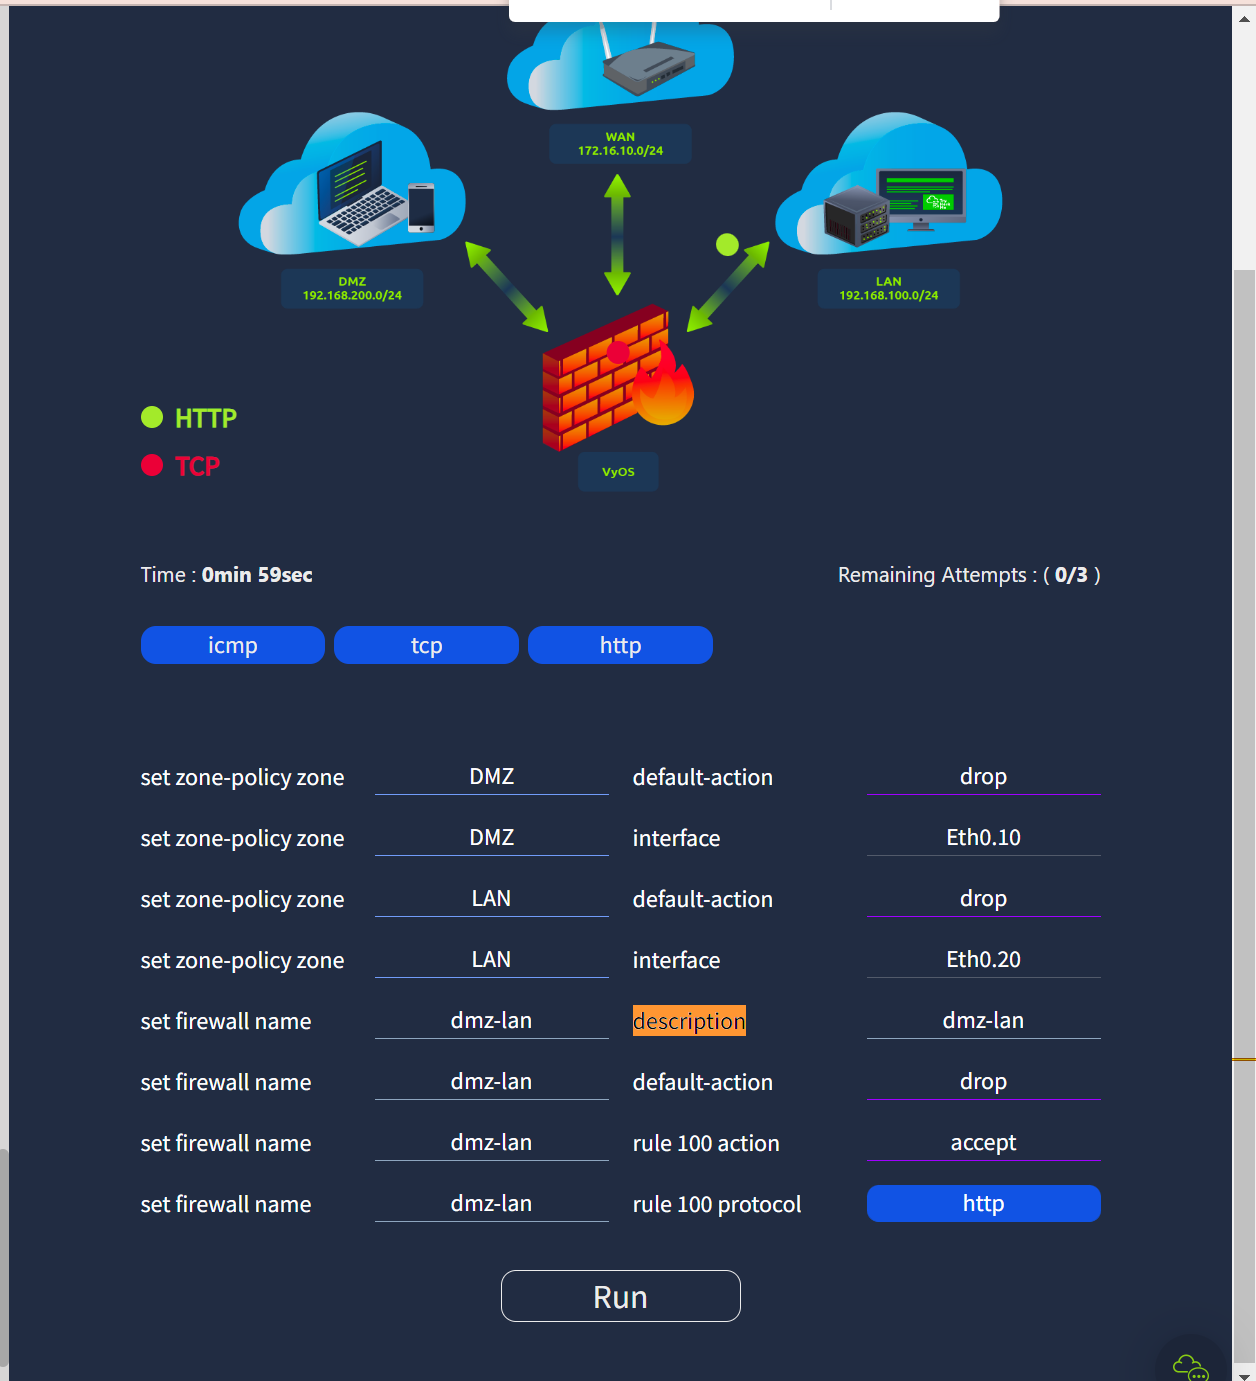 WAN
172.16.10.0/24
DMZ
192.168.200.0/24
LAN
192.168.100.0/24
HTTP
TCP
VyOS
Time : 0min 59sec
Remaining Attempts : ( 0/3 )
icmp tcp http
set zone-policy zone DMZ default-action drop
set zone-policy zone DMZ interface Eth0.10
set zone-policy zone LAN default-action drop
set zone-policy zone LAN interface Eth0.20
set firewall name dmz-lan description dmz-lan
set firewall name dmz-lan default-action drop
set firewall name dmz-lan rule 100 action accept
set firewall name dmz-lan rule 100 protocol http
Run